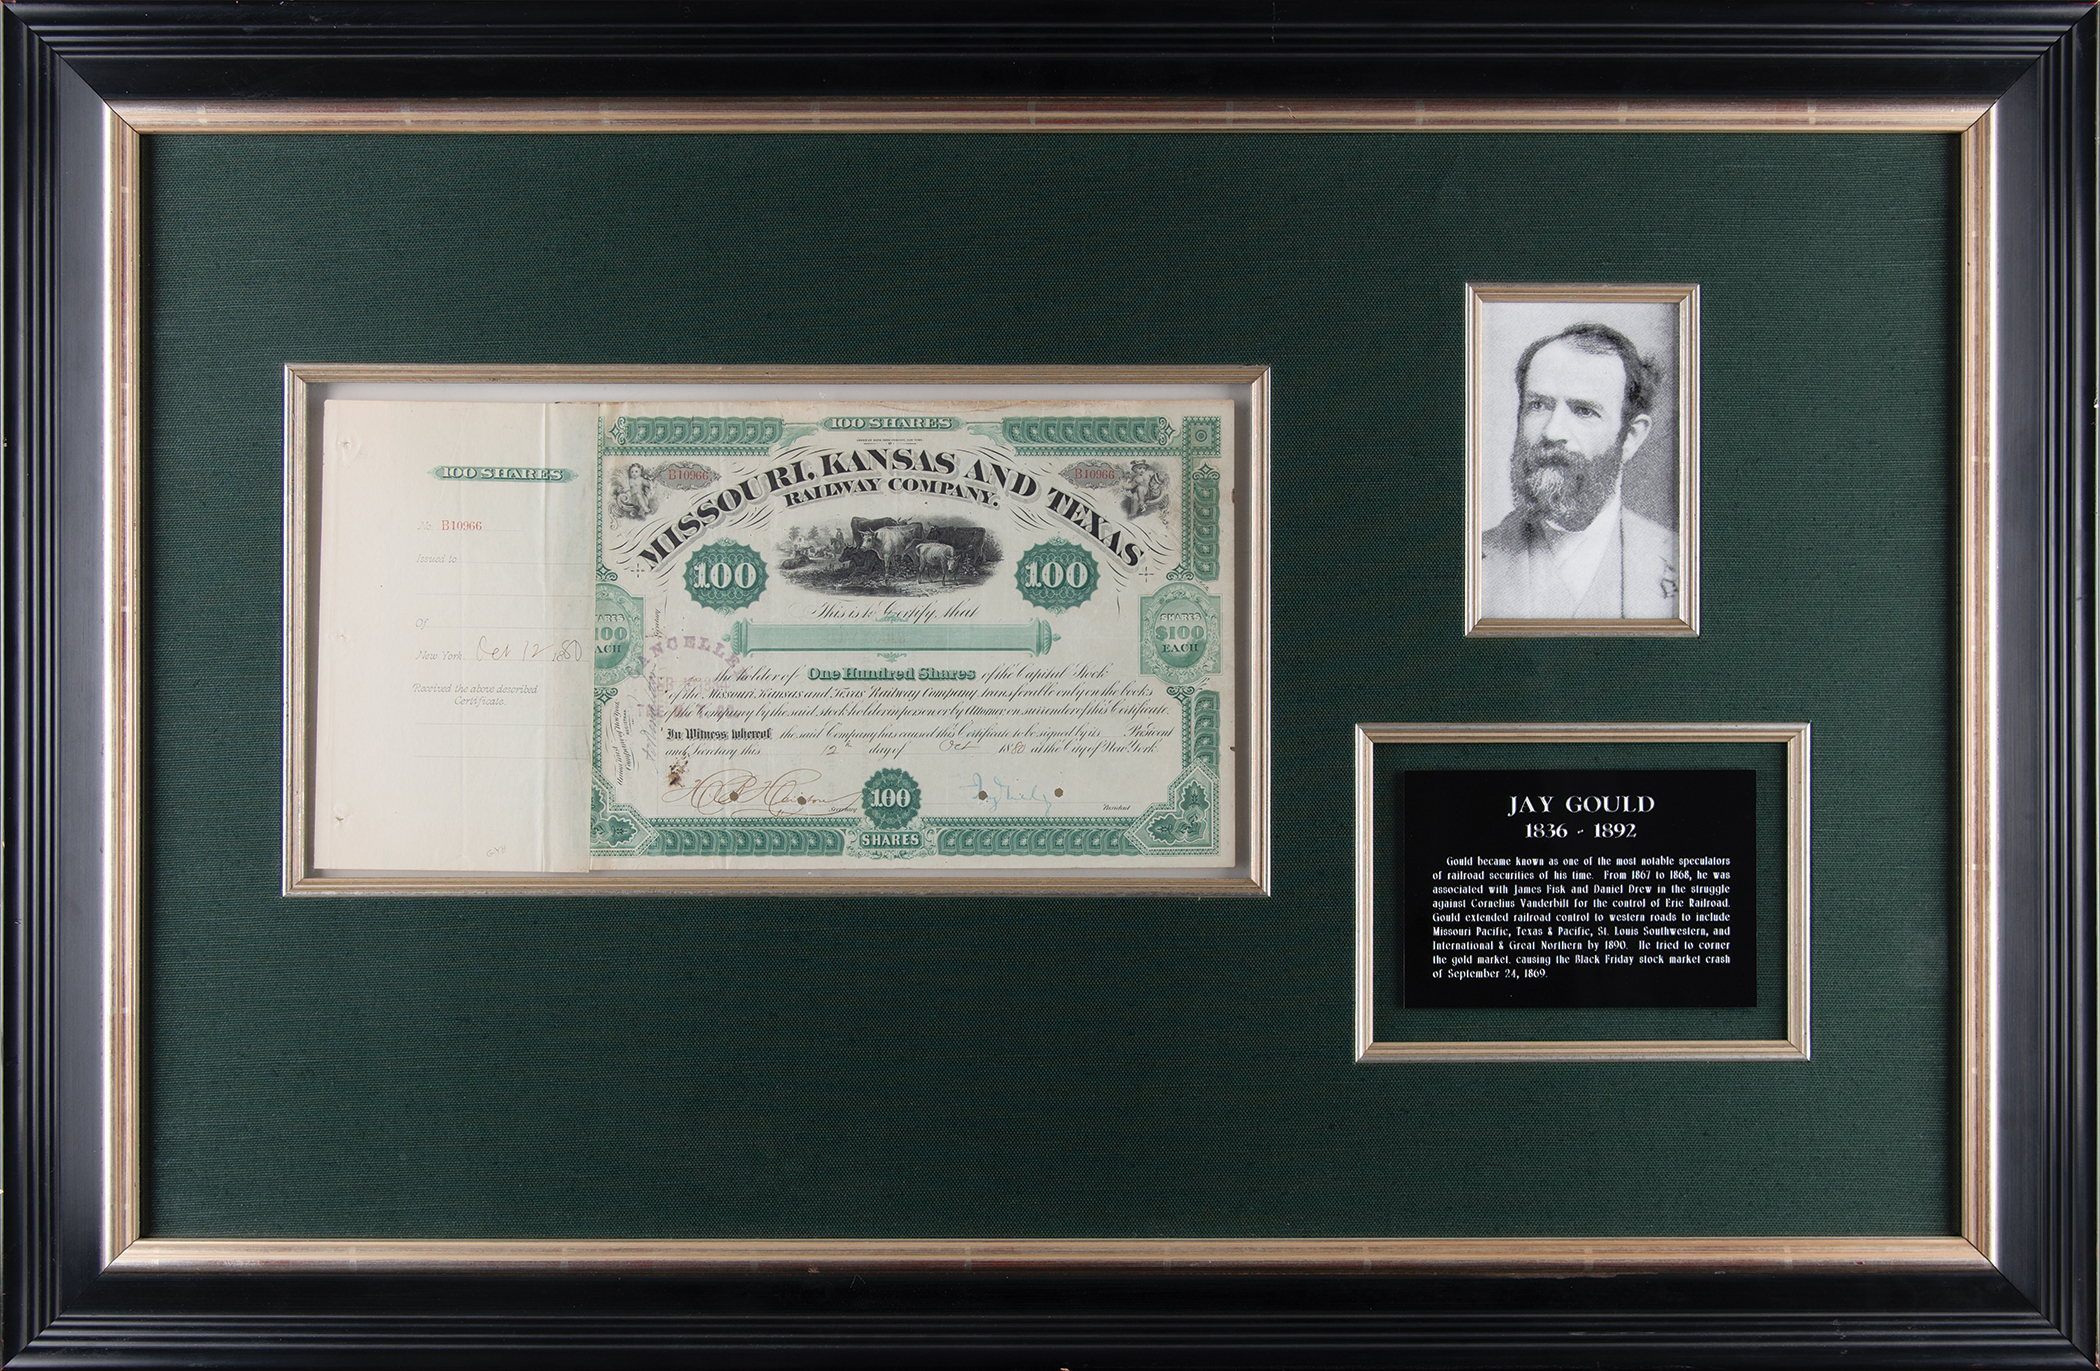 100 SHARES
No. B10966
Issued to
Of
New York Oct 12 1880
Received the above described
Certificate.
100 SHARES
B10966 B10966
MISSOURI, KANSAS AND TEXAS
RAILWAY COMPANY.
100 100
This is to Certify that
SHARES
$100
EACH
SHARES
100
EACH
CANCELLED
the holder of One Hundred Shares of the Capital Stock
of the Missouri Kansas and Texas Railway Company transferable only on the books
of the Company by the said stockholder in person or by Attorney on surrender of this Certificate.
In Witness whereof the said Company has caused this Certificate to be signed by its President
and Secretary this 12th day of Oct 1880 at the City of New York.
Secretary
President
100
SHARES
JAY GOULD
1836 - 1892
Gould became known as one of the most notable speculators
of railroad securities of his time. From 1867 to 1868, he was
associated with James Fisk and Daniel Drew in the struggle
against Cornelius Vanderbilt for the control of Erie Railroad.
Gould extended railroad control to western roads to include
Missouri Pacific, Texas & Pacific, St. Louis Southwestern, and
International & Great Northern by 1890. He tried to corner
the gold market, causing the Black Friday stock market crash
of September 24, 1869.